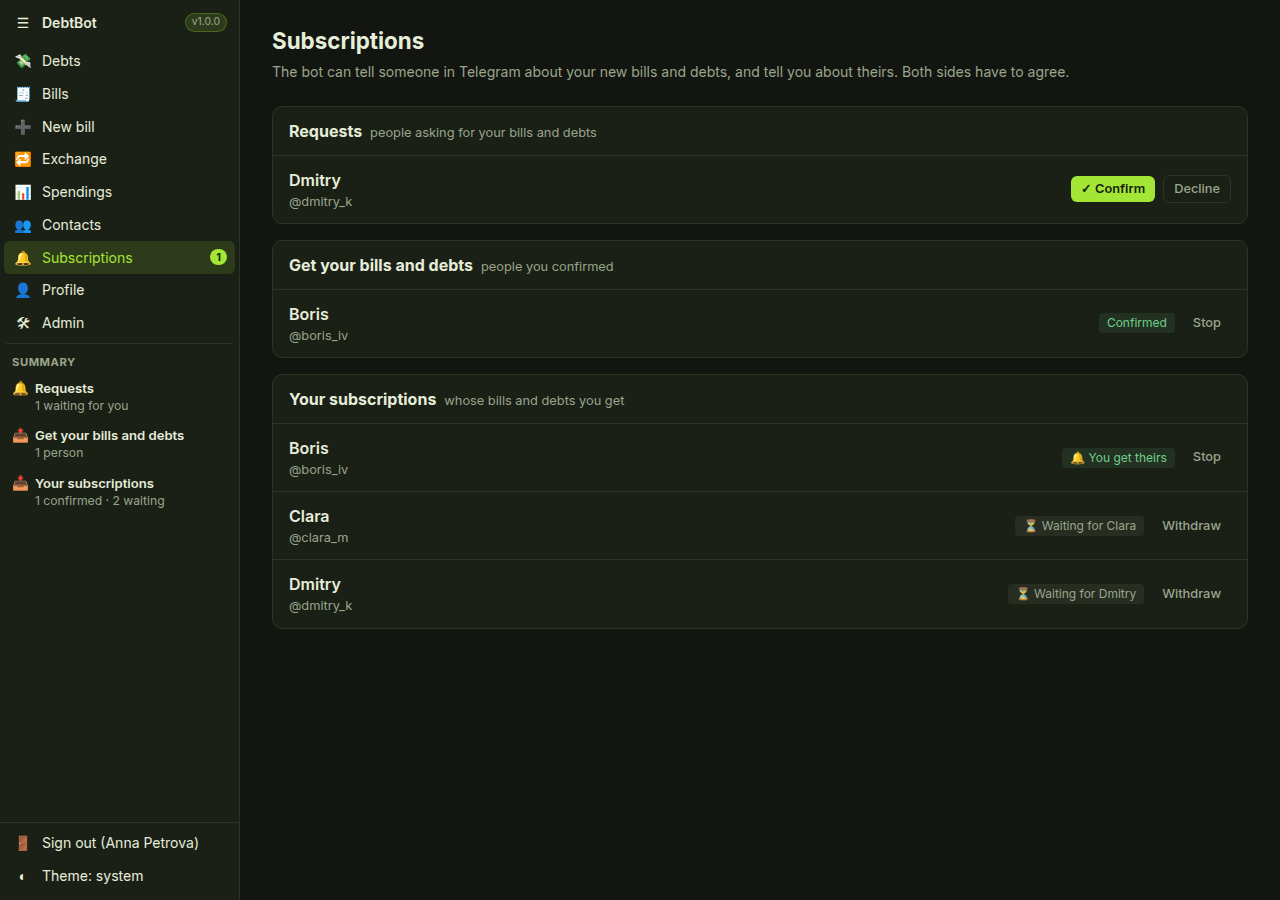 ☰ DebtBot v1.0.0
💸 Debts
🧾 Bills
➕ New bill
🔁 Exchange
📊 Spendings
👥 Contacts
🔔 Subscriptions 1
👤 Profile
🛠 Admin
SUMMARY
🔔 Requests
1 waiting for you
📤 Get your bills and debts
1 person
📥 Your subscriptions
1 confirmed · 2 waiting
🚪 Sign out (Anna Petrova)
Theme: system
Subscriptions
The bot can tell someone in Telegram about your new bills and debts, and tell you about theirs. Both sides have to agree.
Requests people asking for your bills and debts
Dmitry
@dmitry_k
✓ Confirm Decline
Get your bills and debts people you confirmed
Boris
@boris_iv
Confirmed Stop
Your subscriptions whose bills and debts you get
Boris
@boris_iv
🔔 You get theirs Stop
Clara
@clara_m
⏳ Waiting for Clara Withdraw
Dmitry
@dmitry_k
⏳ Waiting for Dmitry Withdraw